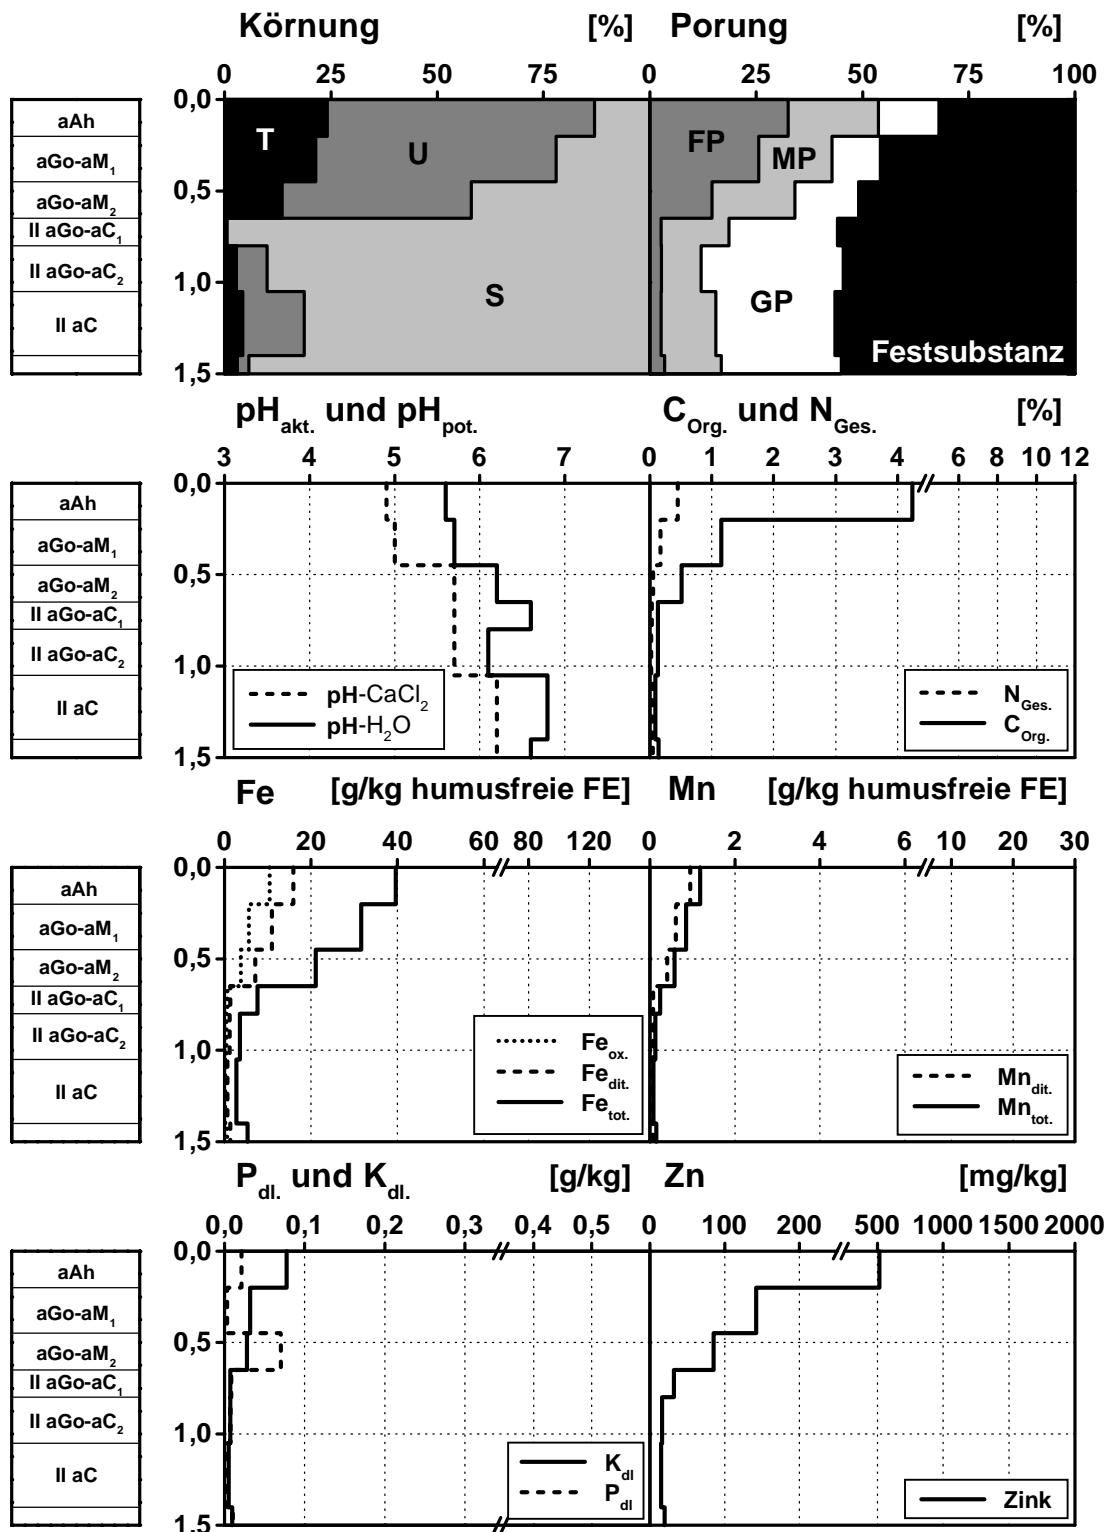 Körnung [%] Porung [%]
0 25 50 75 0 25 50 75 100
0,0
aAh
T U FP MP
aGo-aM1
0,5
aGo-aM2
II aGo-aC1
II aGo-aC2
1,0
S GP
II aC
Festsubstanz
1,5
pHakt. und pHpot. COrg. und NGes. [%]
3 4 5 6 7 0 1 2 3 4 6 8 10 12
0,0
aAh
aGo-aM1
0,5
aGo-aM2
II aGo-aC1
II aGo-aC2
1,0
pH-CaCl2 NGes.
II aC
pH-H2O COrg.
1,5
Fe [g/kg humusfreie FE] Mn [g/kg humusfreie FE]
0 20 40 60 80 120 0 2 4 6 10 20 30
0,0
aAh
aGo-aM1
0,5
aGo-aM2
II aGo-aC1
II aGo-aC2
1,0
Feox.
Fedit. Mndit.
II aC
Fetot. Mntot.
1,5
Pdl. und Kdl. [g/kg] Zn [mg/kg]
0,0 0,1 0,2 0,3 0,4 0,5 0 100 200 500 1000 1500 2000
0,0
aAh
aGo-aM1
0,5
aGo-aM2
II aGo-aC1
II aGo-aC2
1,0
Kdl
II aC
Pdl Zink
1,5